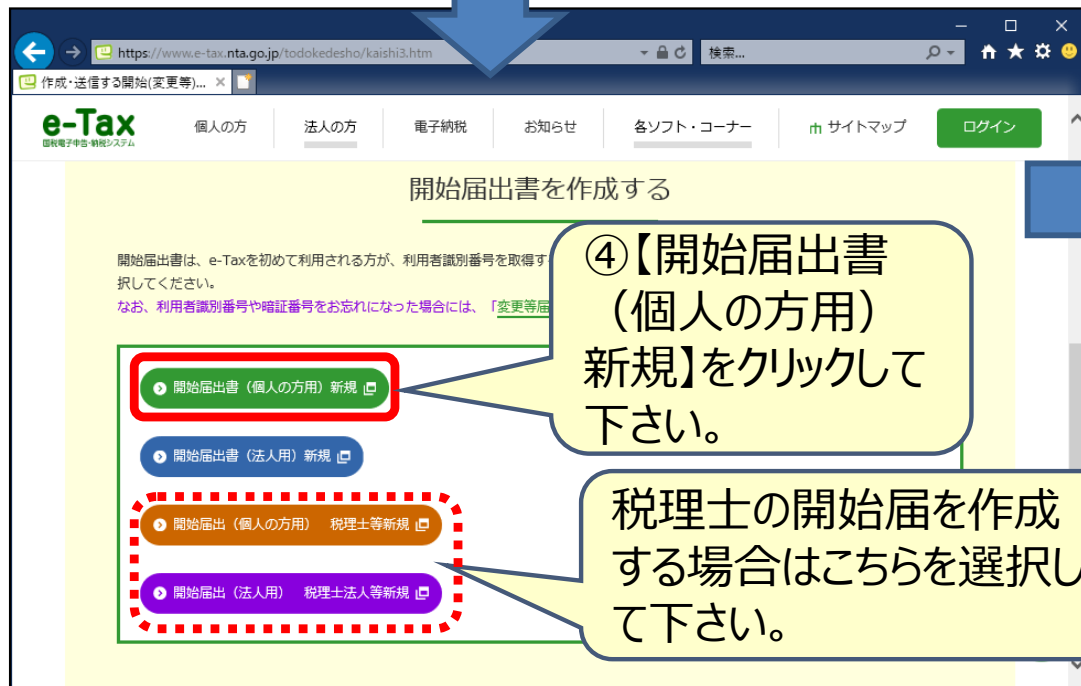 https://www.e-tax.nta.go.jp/todokedesho/kaishi3.htm
検索...
作成・送信する開始(変更等)...
e-Tax
国税電子申告・納税システム
個人の方
法人の方
電子納税
お知らせ
各ソフト・コーナー
サイトマップ
ログイン
開始届出書を作成する
開始届出書は、e-Taxを初めて利用される方が、利用者識別番号を取得す
択してください。
なお、利用者識別番号や暗証番号をお忘れになった場合には、「変更等届
④【開始届出書
（個人の方用）
新規】をクリックして
下さい。
開始届出書（個人の方用）新規
開始届出書（法人用）新規
開始届出（個人の方用） 税理士等新規
開始届出（法人用） 税理士法人等新規
税理士の開始届を作成
する場合はこちらを選択し
て下さい。